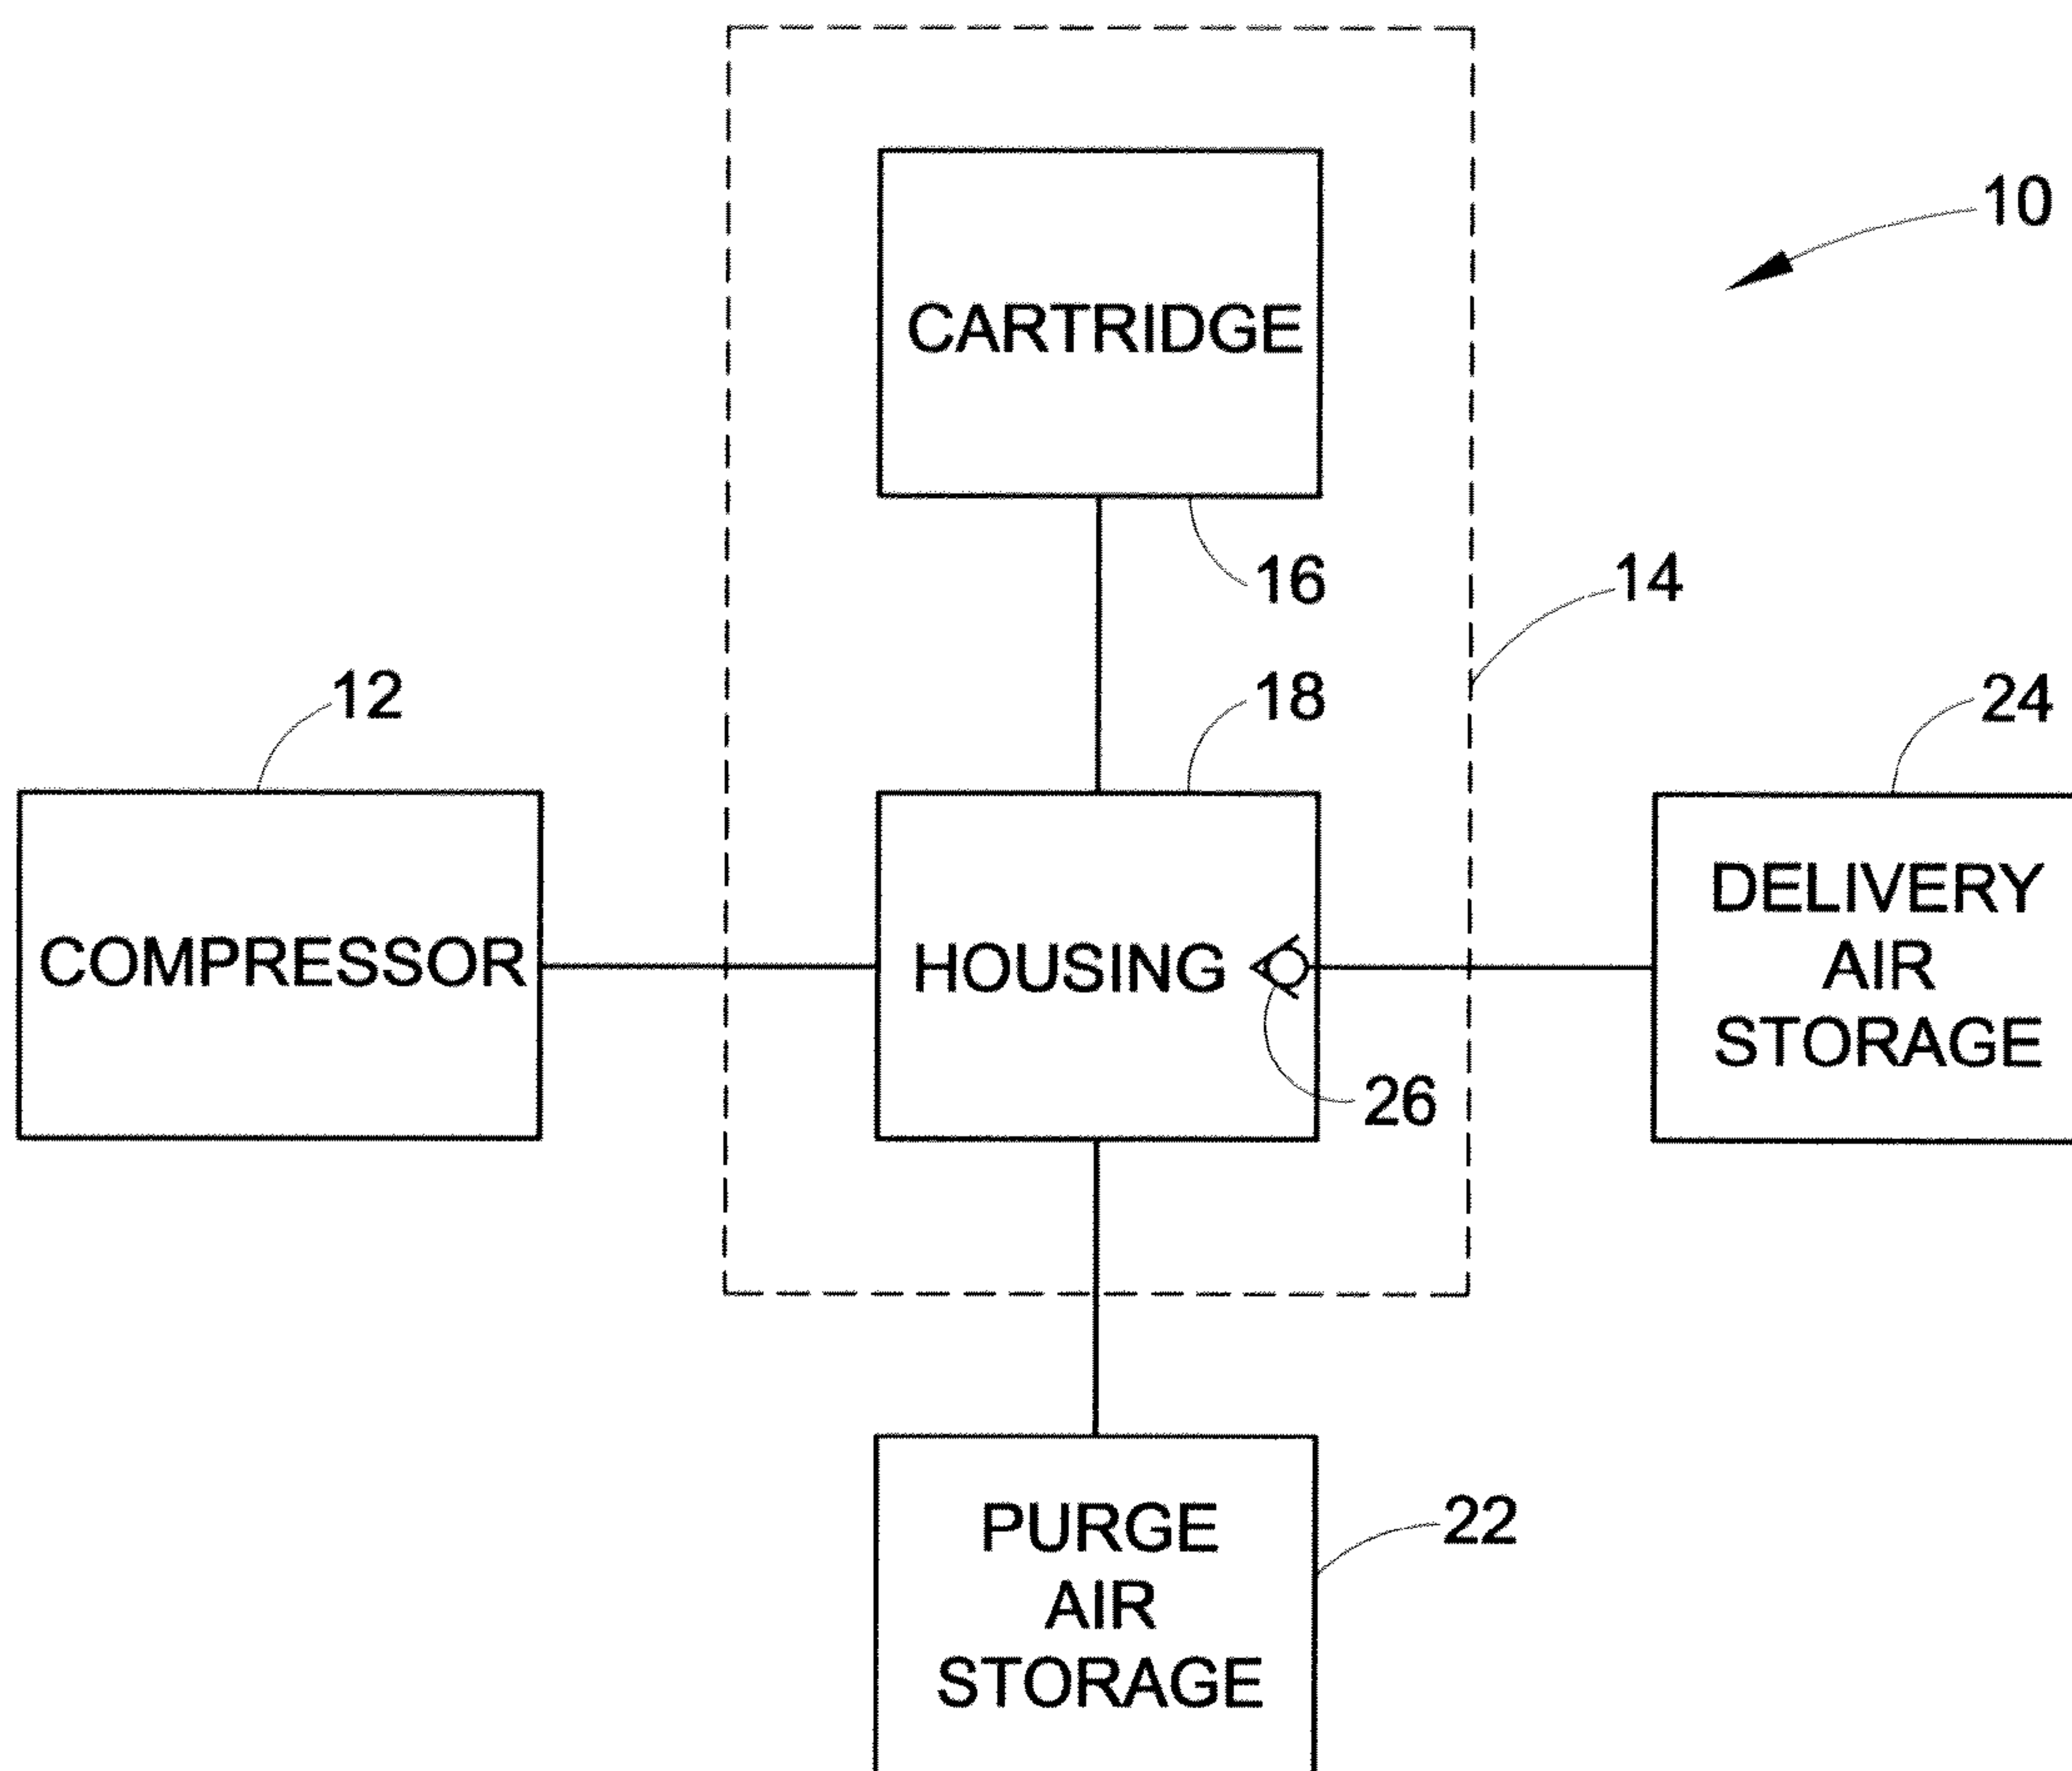 10
CARTRIDGE
16
14
12
18
24
COMPRESSOR
HOUSING
DELIVERY
AIR
STORAGE
26
PURGE
AIR
STORAGE
22